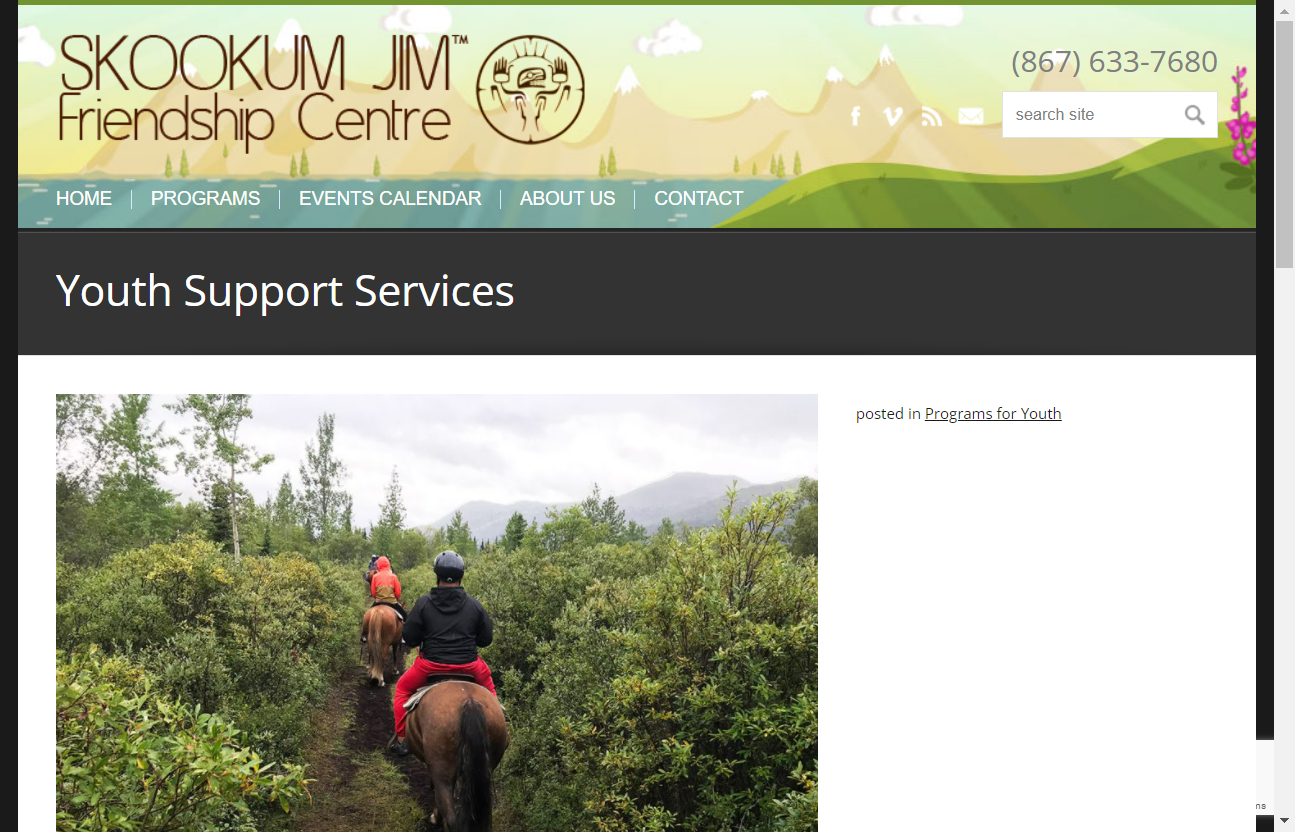 SKOOKUM JIM™
Friendship Centre
(867) 633-7680
search site
HOME
PROGRAMS
EVENTS CALENDAR
ABOUT US
CONTACT
Youth Support Services
posted in Programs for Youth